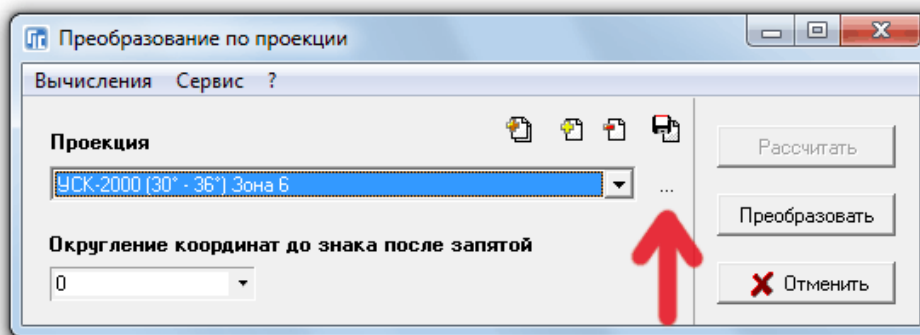 Преобразование по проекции
Вычисления Сервис ?
Проекция
УСК-2000 (30° - 36°) Зона 6
...
Рассчитать
Преобразовать
Округление координат до знака после запятой
0
Отменить